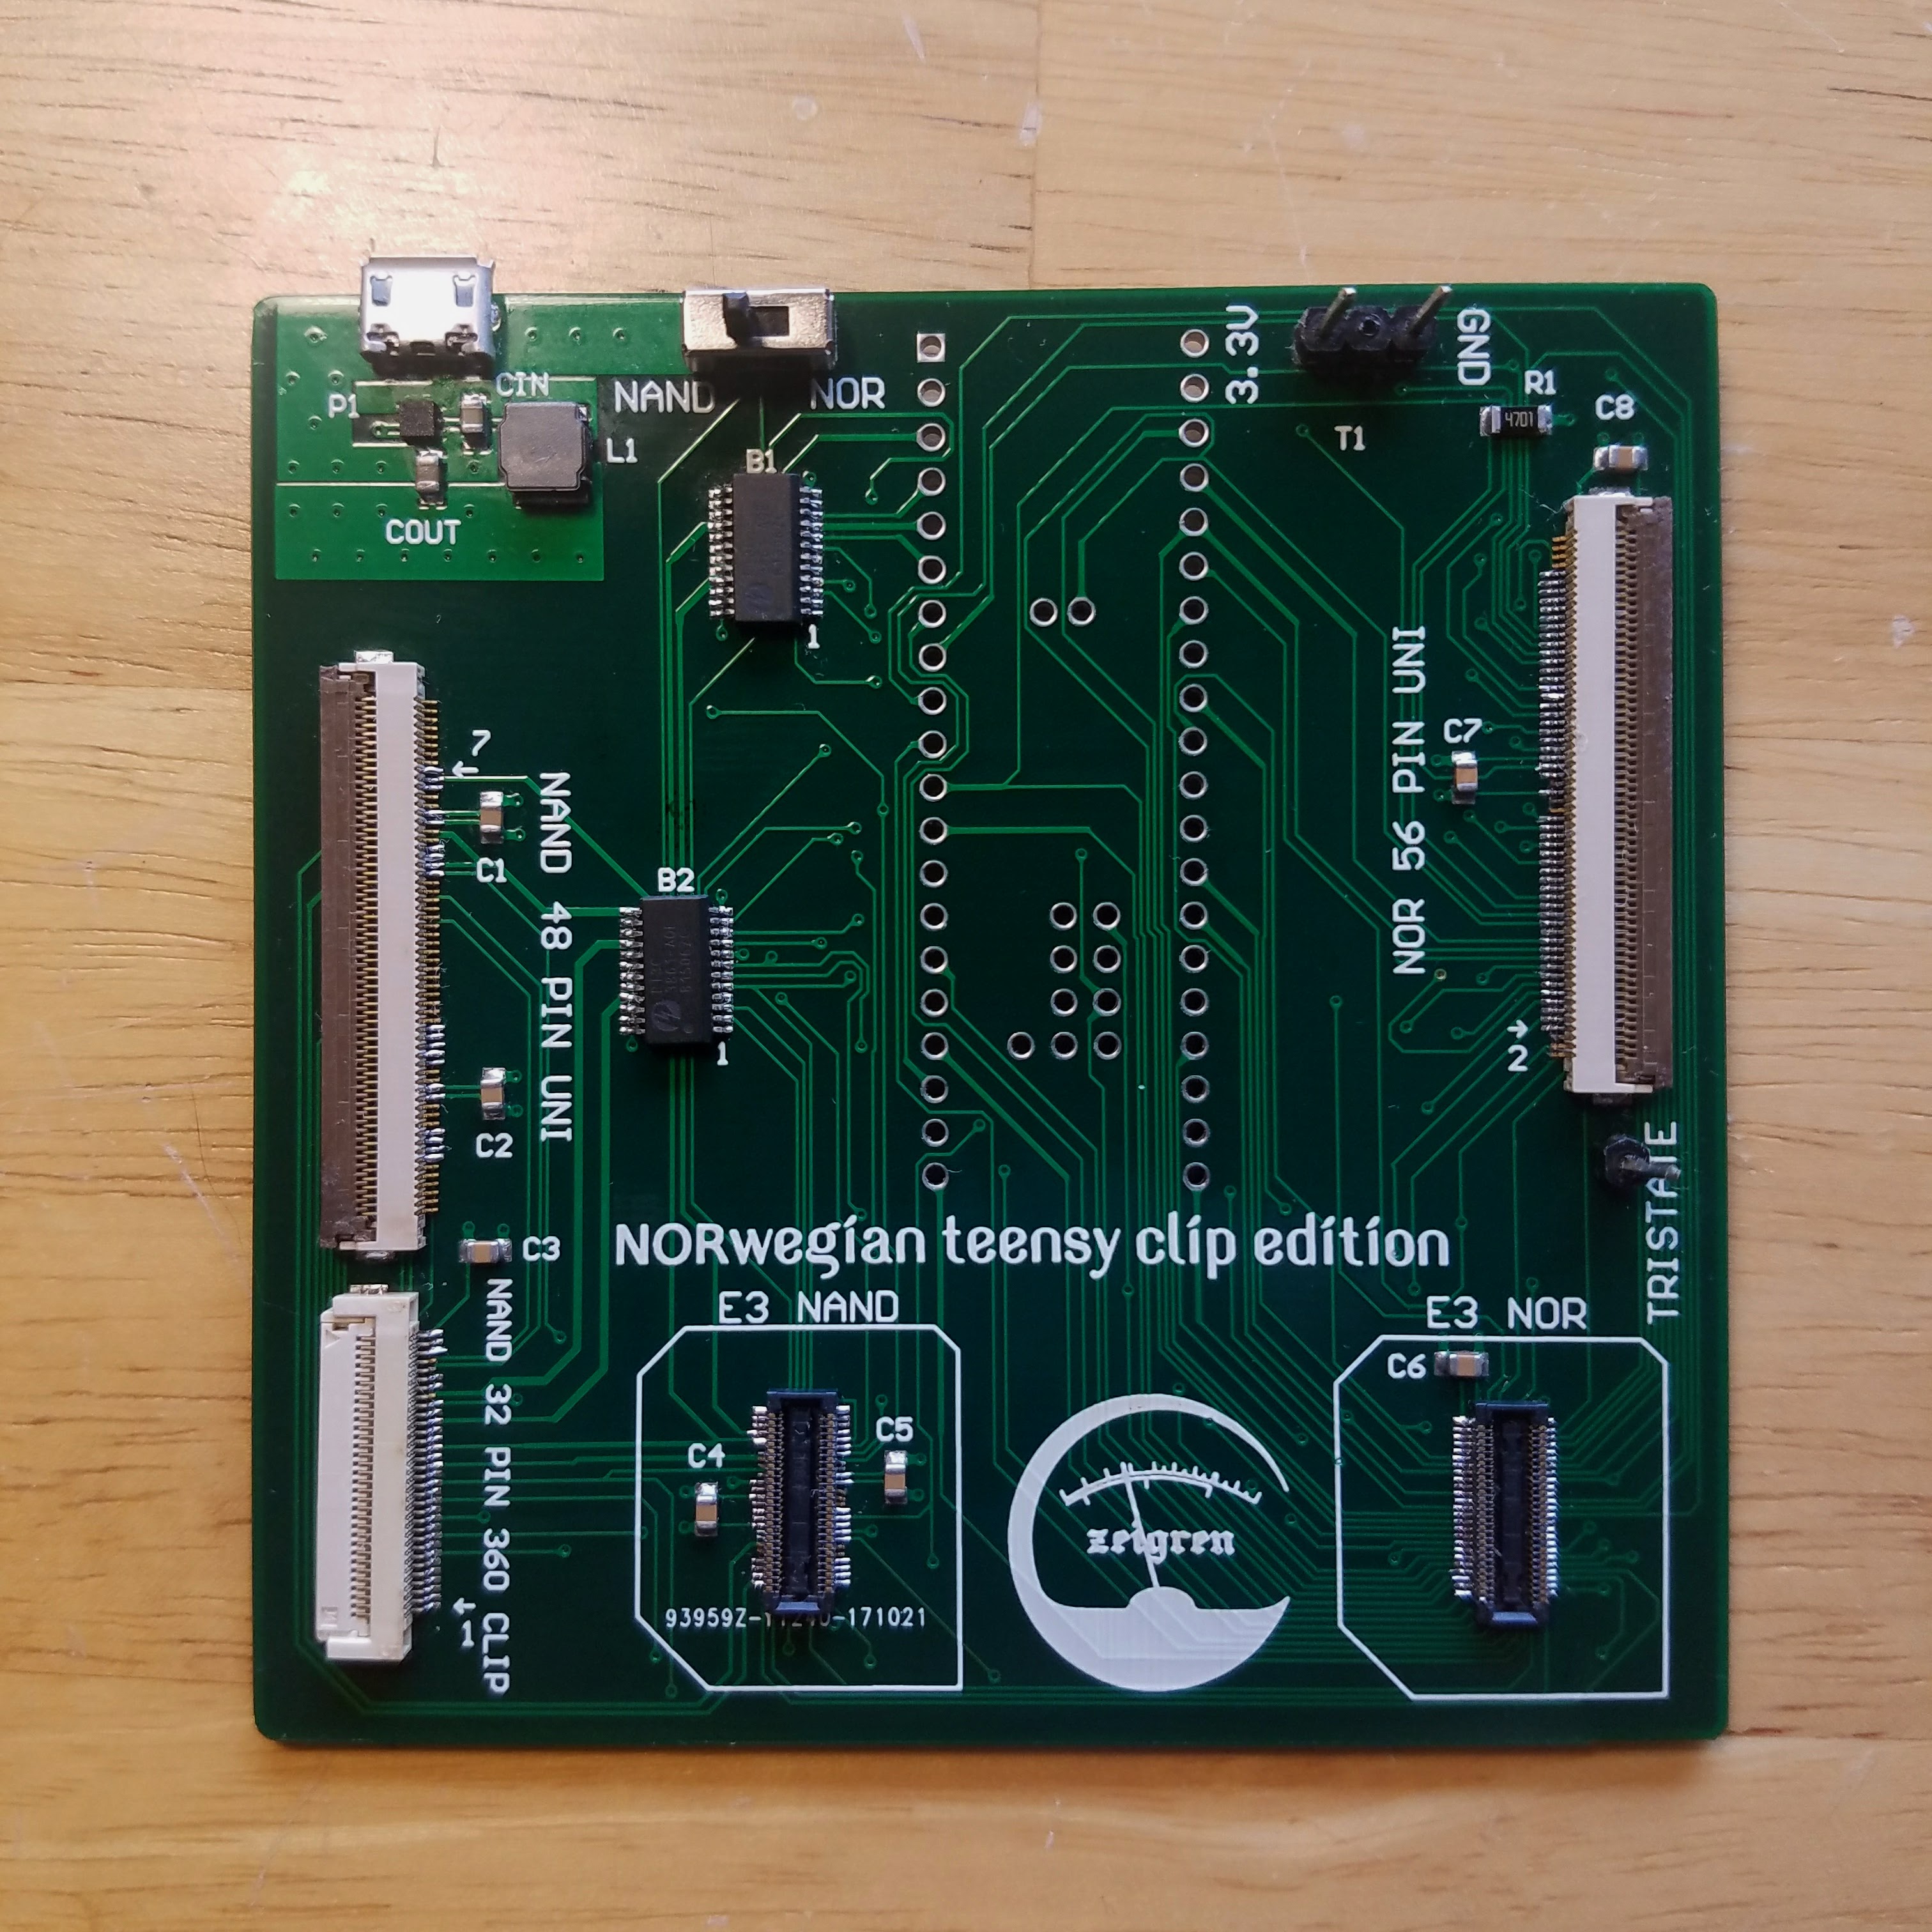 3.3V
GND
CIN
P1
NAND
NOR
R1
C8
4701
L1
T1
B1
COUT
1
NOR 56 PIN UNI
7
C7
NAND 48 PIN UNI
C1
B2
1
2
C2
TRISTATE
C3
NORwegian teensy clip edition
NAND 32 PIN 360 CLIP
E3 NAND
E3 NOR
C6
C5
C4
zeigren
1